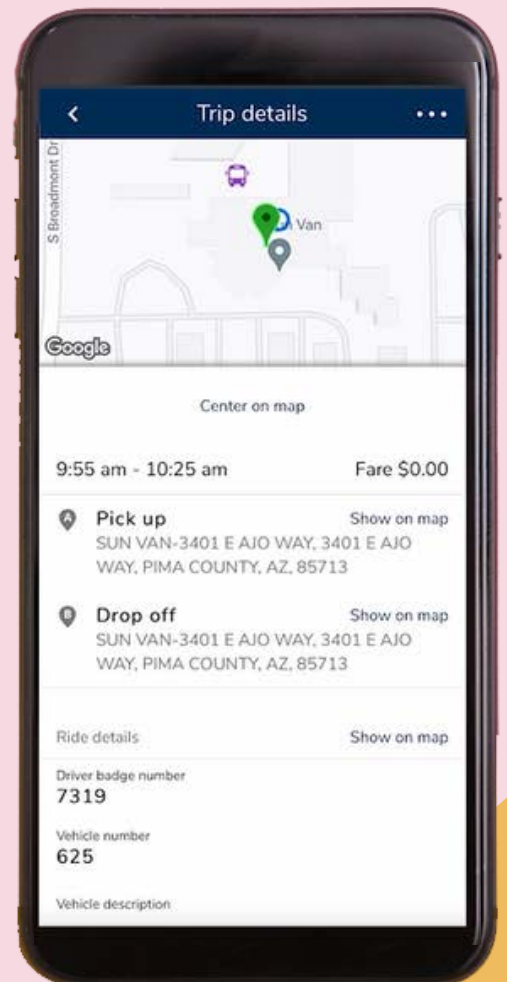 Trip details
S Broadmont Dr
Van
Google
Center on map
9:55 am - 10:25 am
Fare $0.00
A
Pick up
Show on map
SUN VAN-3401 E AJO WAY, 3401 E AJO
WAY, PIMA COUNTY, AZ, 85713
B
Drop off
Show on map
SUN VAN-3401 E AJO WAY, 3401 E AJO
WAY, PIMA COUNTY, AZ, 85713
Ride details
Show on map
Driver badge number
7319
Vehicle number
625
Vehicle description